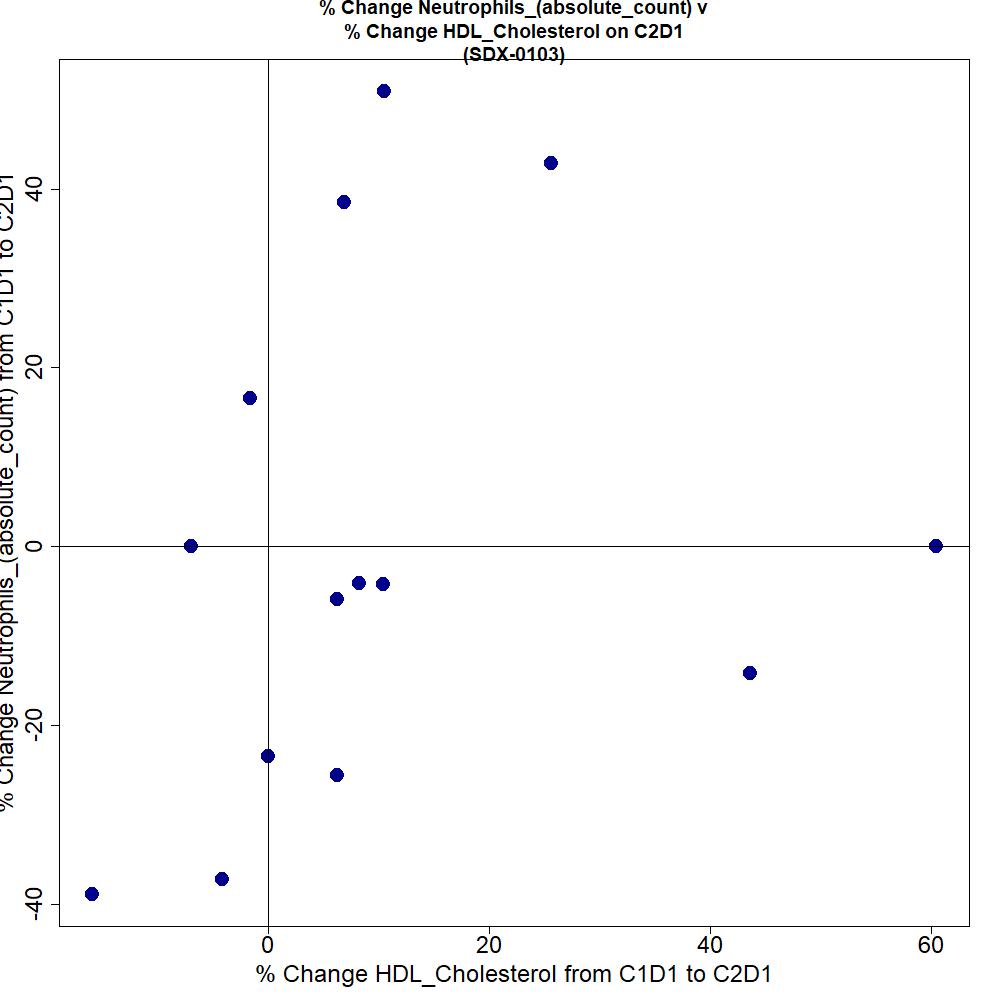 % Change Neutrophils_(absolute_count) v
% Change HDL_Cholesterol on C2D1
(SDX-0103)
% Change Neutrophils_(absolute_count) from C1D1 to C2D1
40
20
0
-20
-40
0 20 40 60
% Change HDL_Cholesterol from C1D1 to C2D1